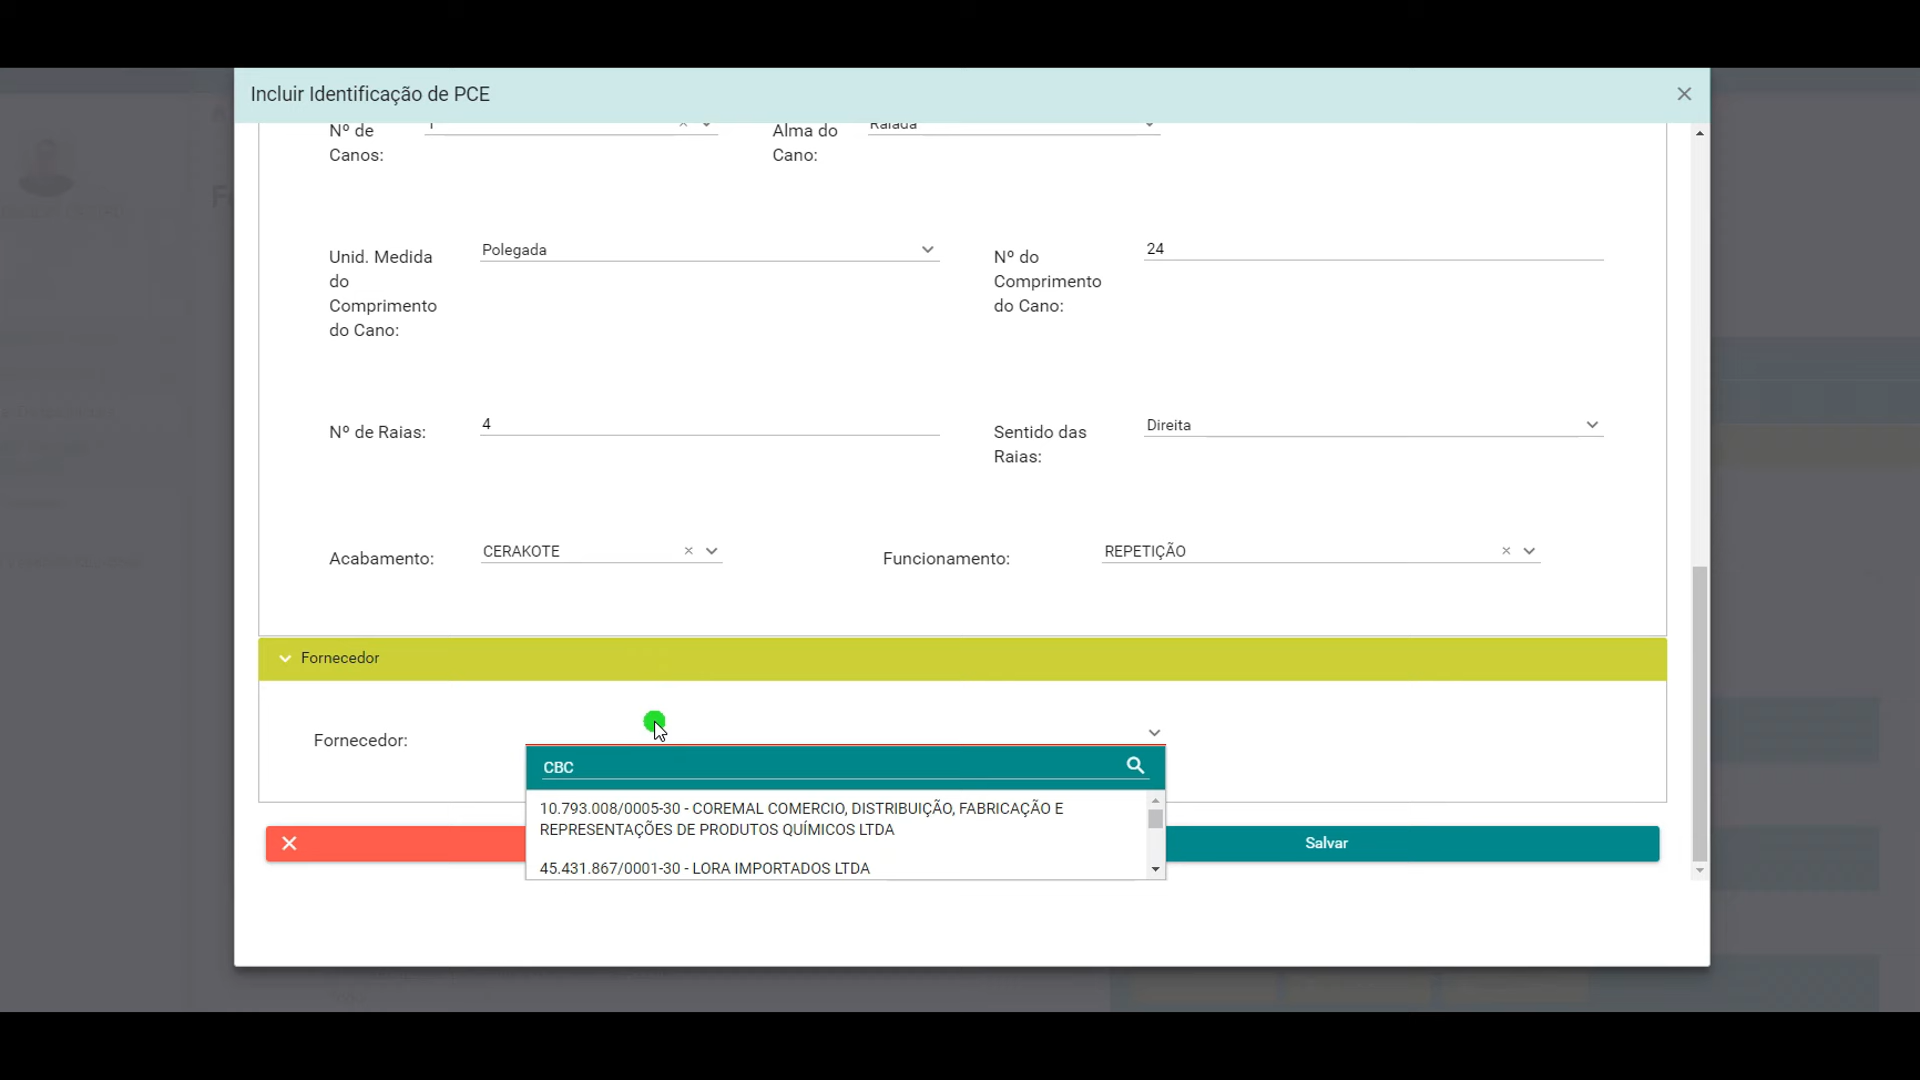 Incluir Identificação de PCE
Nº de
Canos:
Alma do
Cano:
Raiada
Unid. Medida
do
Comprimento
do Cano:
Polegada
Nº do
Comprimento
do Cano:
24
Nº de Raias:
4
Sentido das
Raias:
Direita
Acabamento:
CERAKOTE
Funcionamento:
REPETIÇÃO
Fornecedor
Fornecedor:
CBC
10.793.008/0005-30 - COREMAL COMERCIO, DISTRIBUIÇÃO, FABRICAÇÃO E
REPRESENTAÇÕES DE PRODUTOS QUÍMICOS LTDA
45.431.867/0001-30 - LORA IMPORTADOS LTDA
Salvar